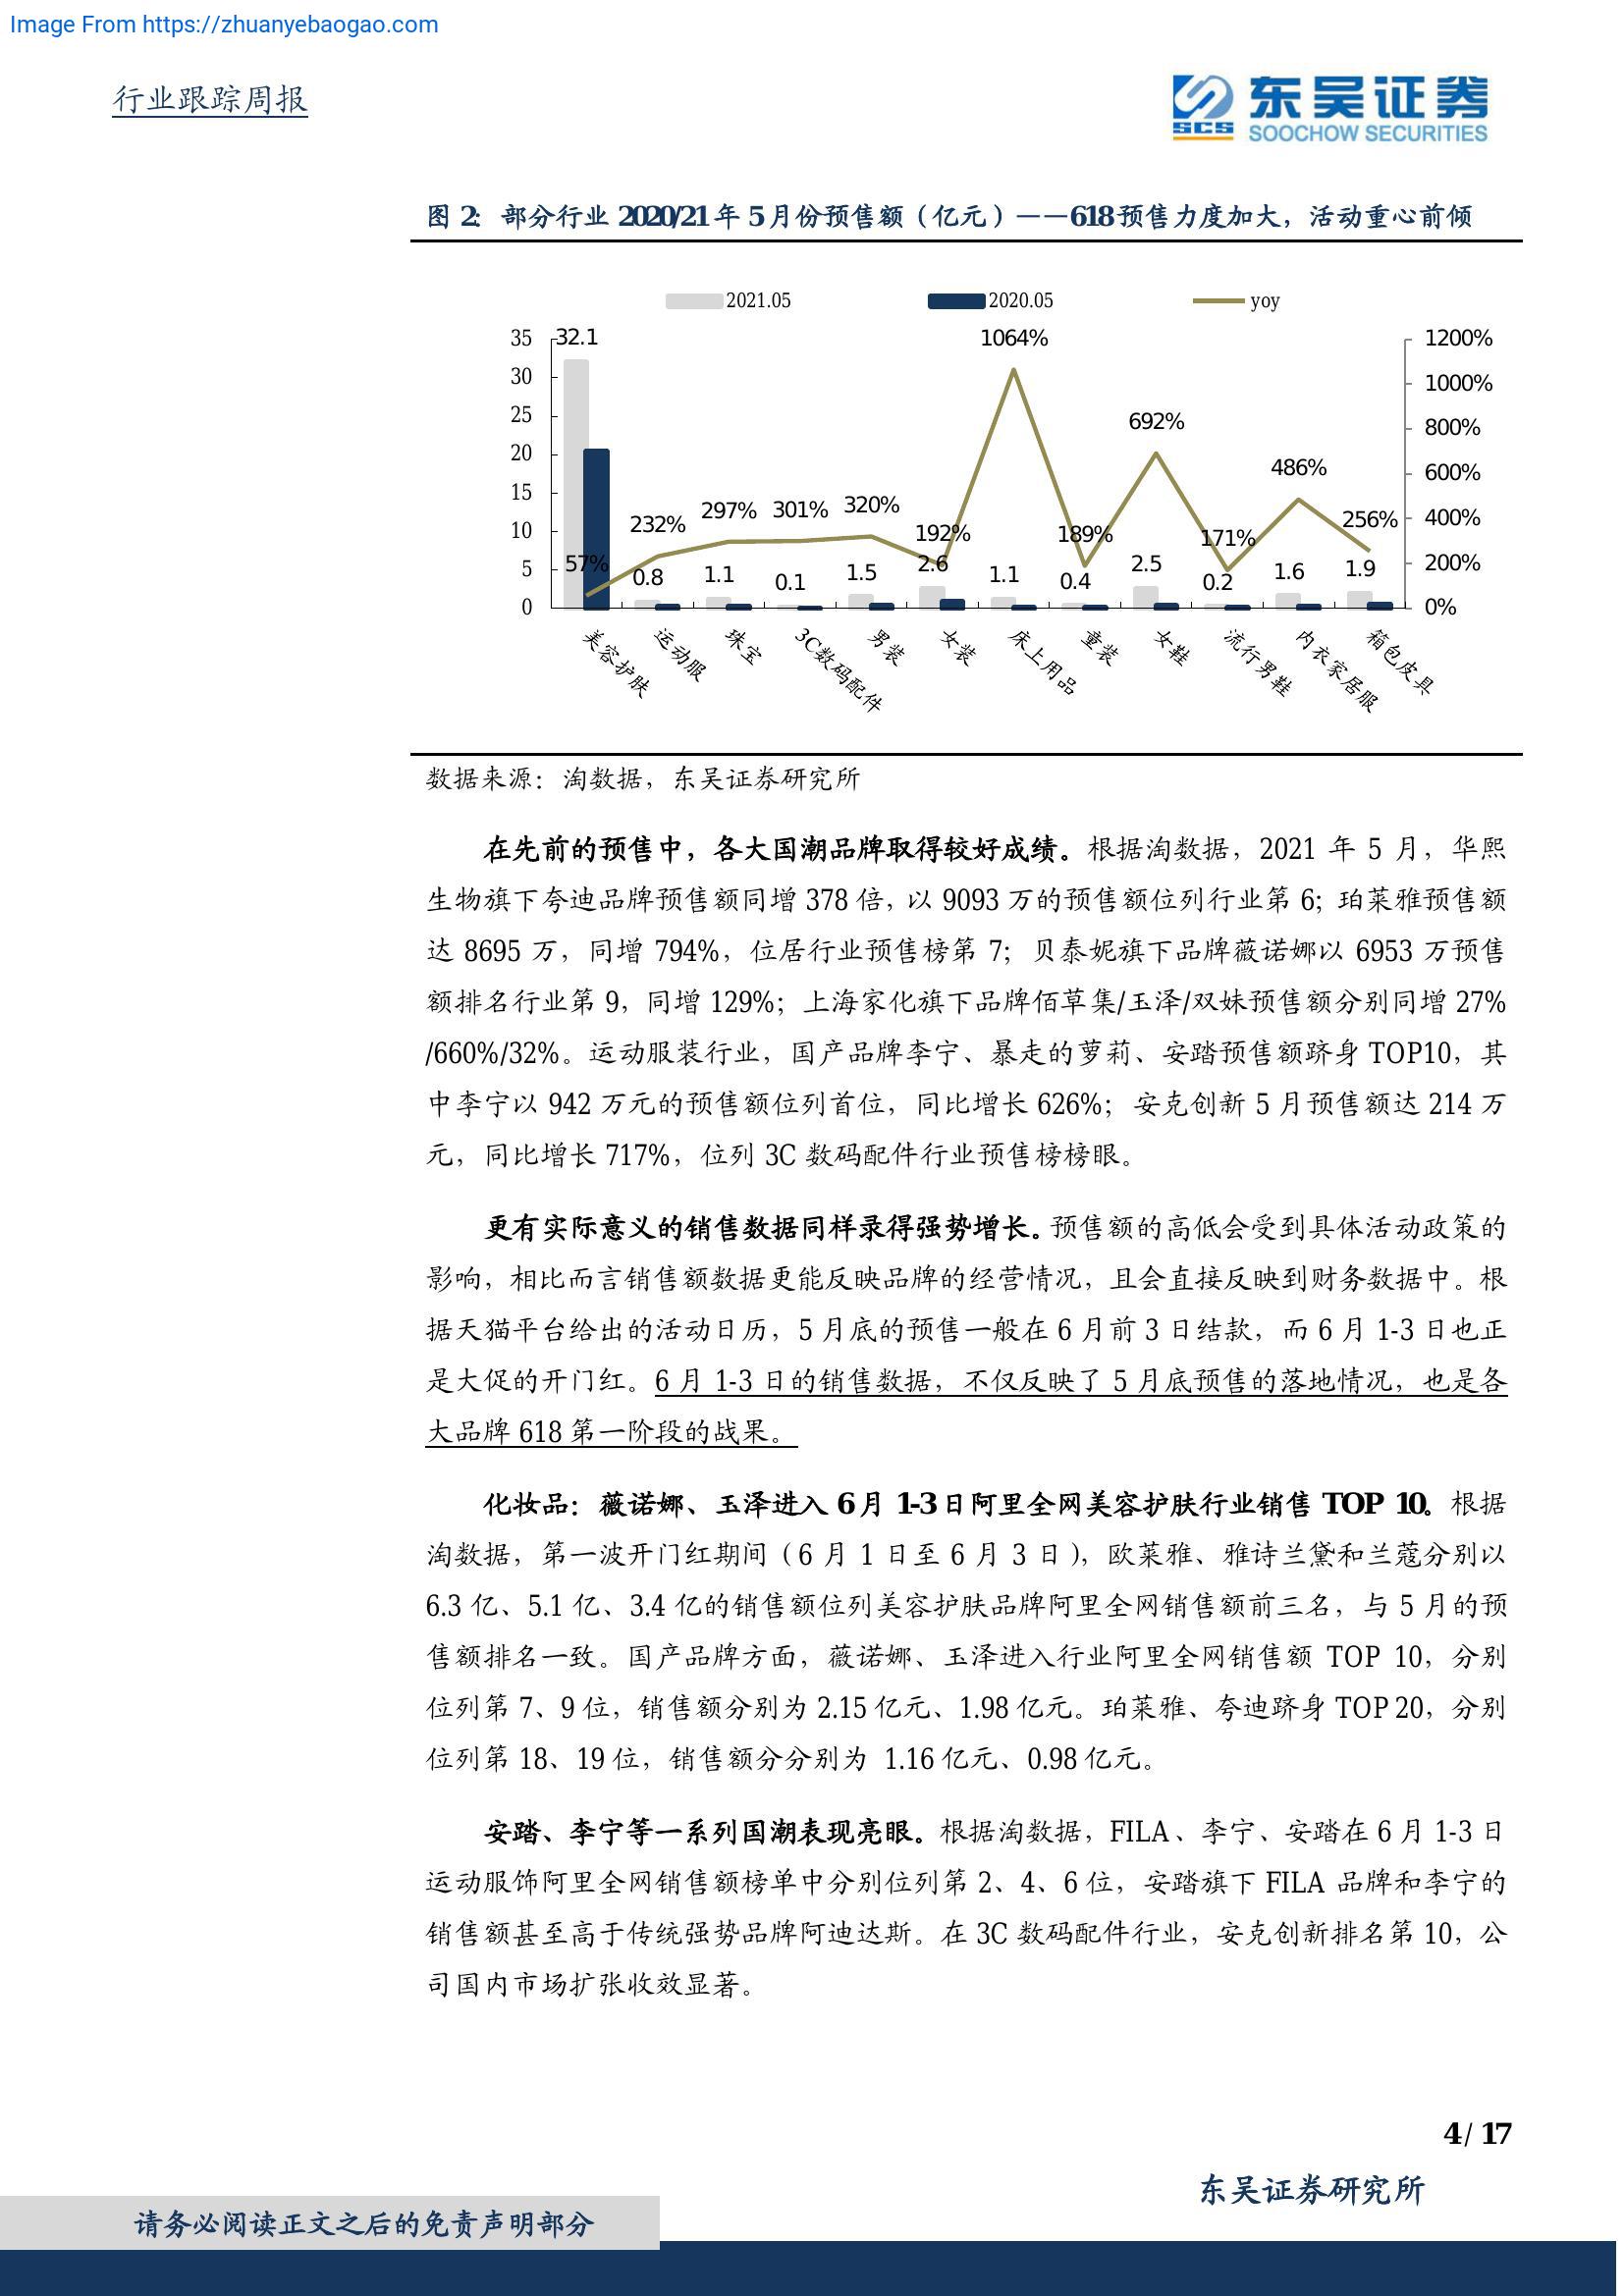 Image From https://zhuanyebaogao.com
行业跟踪周报
东吴证券
SCS
SOOCHOW SECURITIES
图 2: 部分行业 2020/21 年 5 月份预售额（亿元）——618 预售力度加大，活动重心前倾
2021.05 2020.05 yoy
35
30
25
20
15
10
5
0
32.1 0.8 1.1 0.1 1.5 2.6 1.1 0.4 2.5 0.2 1.6 1.9
57% 232% 297% 301% 320% 192% 1064% 189% 692% 171% 486% 256%
1200%
1000%
800%
600%
400%
200%
0%
美容护肤 运动服 珠宝 3C数码配件 男装 女装 床上用品 童装 女鞋 流行男鞋 内衣家居服 箱包皮具
数据来源：淘数据，东吴证券研究所
在先前的预售中，各大国潮品牌取得较好成绩。根据淘数据，2021 年 5 月，华熙
生物旗下夸迪品牌预售额同增 378 倍，以 9093 万的预售额位列行业第 6；珀莱雅预售额
达 8695 万，同增 794%，位居行业预售榜第 7；贝泰妮旗下品牌薇诺娜以 6953 万预售
额排名行业第 9，同增 129%；上海家化旗下品牌佰草集/玉泽/双妹预售额分别同增 27%
/660%/32%。运动服装行业，国产品牌李宁、暴走的萝莉、安踏预售额跻身 TOP10，其
中李宁以 942 万元的预售额位列首位，同比增长 626%；安克创新 5 月预售额达 214 万
元，同比增长 717%，位列 3C 数码配件行业预售榜榜眼。
更有实际意义的销售数据同样录得强势增长。预售额的高低会受到具体活动政策的
影响，相比而言销售额数据更能反映品牌的经营情况，且会直接反映到财务数据中。根
据天猫平台给出的活动日历，5 月底的预售一般在 6 月前 3 日结款，而 6 月 1-3 日也正
是大促的开门红。6 月 1-3 日的销售数据，不仅反映了 5 月底预售的落地情况，也是各
大品牌 618 第一阶段的战果。
化妆品：薇诺娜、玉泽进入 6 月 1-3 日阿里全网美容护肤行业销售 TOP 10。根据
淘数据，第一波开门红期间（6 月 1 日至 6 月 3 日），欧莱雅、雅诗兰黛和兰蔻分别以
6.3 亿、5.1 亿、3.4 亿的销售额位列美容护肤品牌阿里全网销售额前三名，与 5 月的预
售额排名一致。国产品牌方面，薇诺娜、玉泽进入行业阿里全网销售额 TOP 10，分别
位列第 7、9 位，销售额分别为 2.15 亿元、1.98 亿元。珀莱雅、夸迪跻身 TOP 20，分别
位列第 18、19 位，销售额分分别为 1.16 亿元、0.98 亿元。
安踏、李宁等一系列国潮表现亮眼。根据淘数据，FILA、李宁、安踏在 6 月 1-3 日
运动服饰阿里全网销售额榜单中分别位列第 2、4、6 位，安踏旗下 FILA 品牌和李宁的
销售额甚至高于传统强势品牌阿迪达斯。在 3C 数码配件行业，安克创新排名第 10，公
司国内市场扩张收效显著。
4 / 17
东吴证券研究所
请务必阅读正文之后的免责声明部分